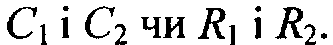 C₁ і C₂ чи R₁ і R₂.